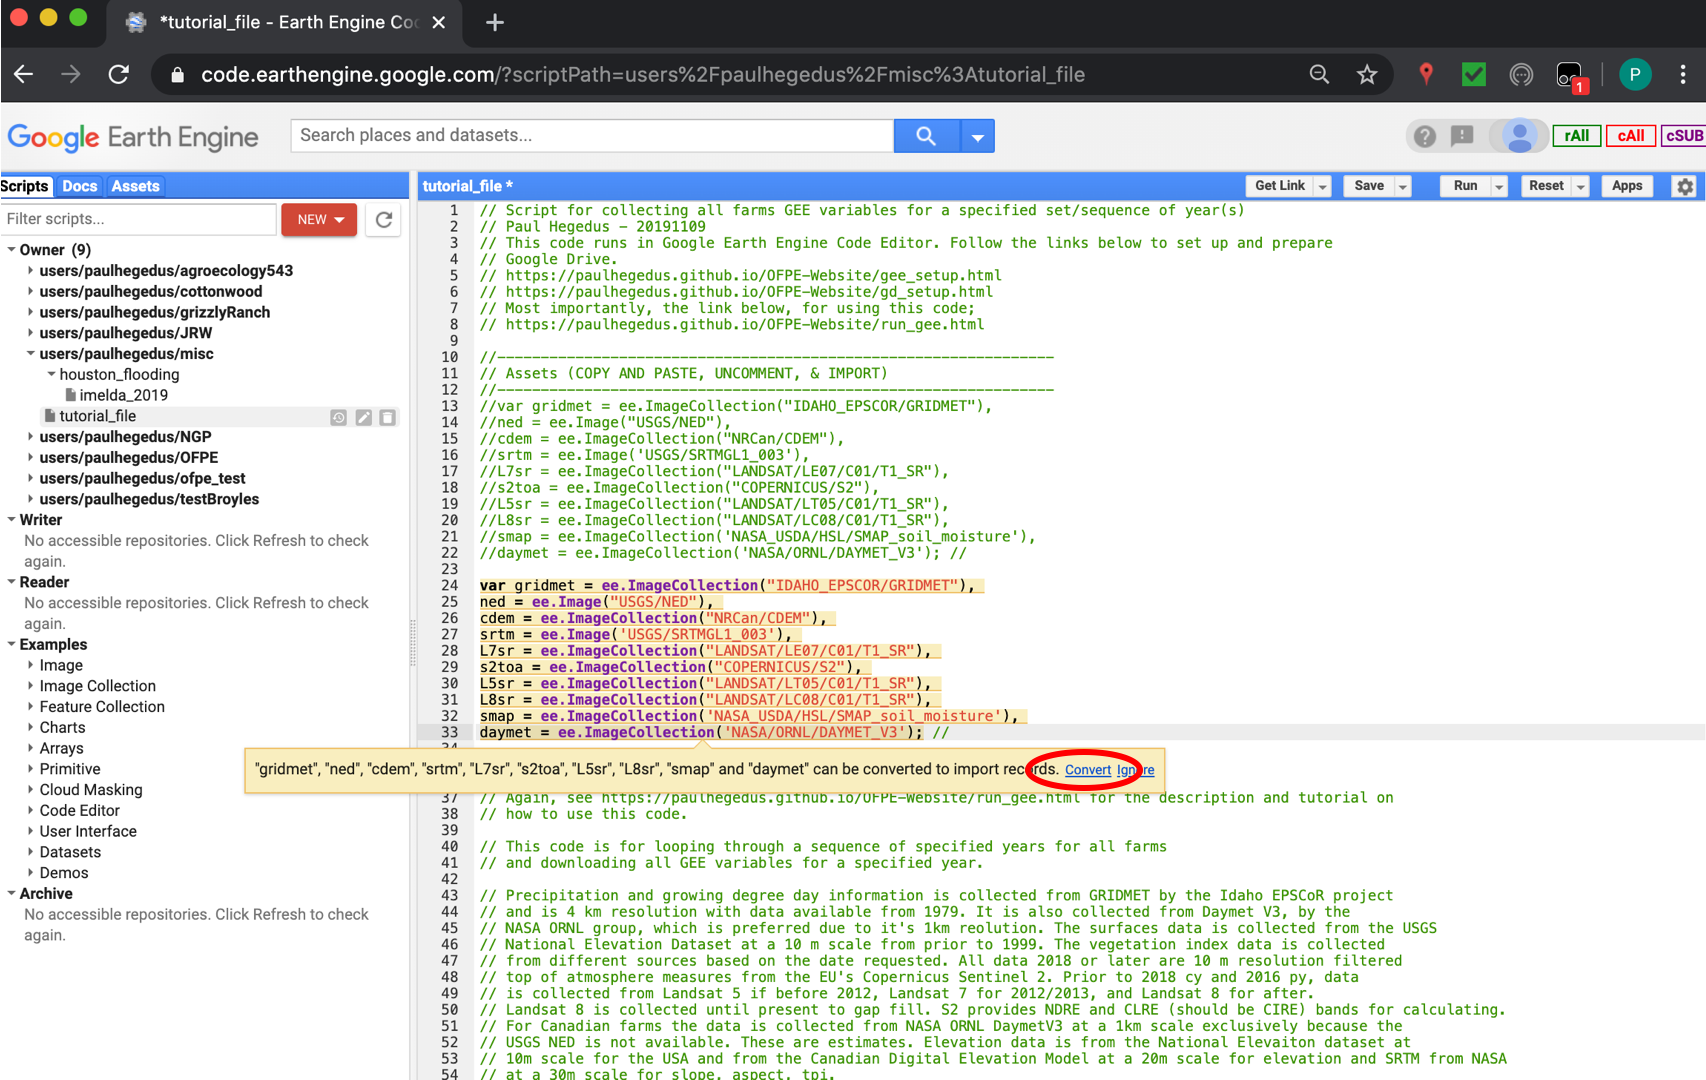 *tutorial_file - Earth Engine Co
code.earthengine.google.com/?scriptPath=users%2Fpaulhegedus%2Fmisc%3Atutorial_file
1
P
Google Earth Engine
Search places and datasets...
rAll
cAll
cSUB
Scripts
Docs
Assets
Filter scripts...
NEW
Owner (9)
users/paulhegedus/agroecology543
users/paulhegedus/cottonwood
users/paulhegedus/grizzlyRanch
users/paulhegedus/JRW
users/paulhegedus/misc
houston_flooding
imelda_2019
tutorial_file
users/paulhegedus/NGP
users/paulhegedus/OFPE
users/paulhegedus/ofpe_test
users/paulhegedus/testBroyles
Writer
No accessible repositories. Click Refresh to check
again.
Reader
No accessible repositories. Click Refresh to check
again.
Examples
Image
Image Collection
Feature Collection
Charts
Arrays
Primitive
Cloud Masking
Code Editor
User Interface
Datasets
Demos
Archive
No accessible repositories. Click Refresh to check
again.
tutorial_file *
Get Link
Save
Run
Reset
Apps
1 // Script for collecting all farms GEE variables for a specified set/sequence of year(s)
2 // Paul Hegedus - 20191109
3 // This code runs in Google Earth Engine Code Editor. Follow the links below to set up and prepare
4 // Google Drive.
5 // https://paulhegedus.github.io/OFPE-Website/gee_setup.html
6 // https://paulhegedus.github.io/OFPE-Website/gd_setup.html
7 // Most importantly, the link below, for using this code;
8 // https://paulhegedus.github.io/OFPE-Website/run_gee.html
9
10 //----------------------------------------------------------------
11 // Assets (COPY AND PASTE, UNCOMMENT, & IMPORT)
12 //----------------------------------------------------------------
13 //var gridmet = ee.ImageCollection("IDAHO_EPSCOR/GRIDMET"),
14 //ned = ee.Image("USGS/NED"),
15 //cdem = ee.ImageCollection("NRCan/CDEM"),
16 //srtm = ee.Image('USGS/SRTMGL1_003'),
17 //L7sr = ee.ImageCollection("LANDSAT/LE07/C01/T1_SR"),
18 //s2toa = ee.ImageCollection("COPERNICUS/S2"),
19 //L5sr = ee.ImageCollection("LANDSAT/LT05/C01/T1_SR"),
20 //L8sr = ee.ImageCollection("LANDSAT/LC08/C01/T1_SR"),
21 //smap = ee.ImageCollection('NASA_USDA/HSL/SMAP_soil_moisture'),
22 //daymet = ee.ImageCollection('NASA/ORNL/DAYMET_V3'); //
23
24 var gridmet = ee.ImageCollection("IDAHO_EPSCOR/GRIDMET"),
25 ned = ee.Image("USGS/NED"),
26 cdem = ee.ImageCollection("NRCan/CDEM"),
27 srtm = ee.Image('USGS/SRTMGL1_003'),
28 L7sr = ee.ImageCollection("LANDSAT/LE07/C01/T1_SR"),
29 s2toa = ee.ImageCollection("COPERNICUS/S2"),
30 L5sr = ee.ImageCollection("LANDSAT/LT05/C01/T1_SR"),
31 L8sr = ee.ImageCollection("LANDSAT/LC08/C01/T1_SR"),
32 smap = ee.ImageCollection('NASA_USDA/HSL/SMAP_soil_moisture'),
33 daymet = ee.ImageCollection('NASA/ORNL/DAYMET_V3'); //
"gridmet", "ned", "cdem", "srtm", "L7sr", "s2toa", "L5sr", "L8sr", "smap" and "daymet" can be converted to import records. Convert Ignore
37 // Again, see https://paulhegedus.github.io/OFPE-Website/run_gee.html for the description and tutorial on
38 // how to use this code.
39
40 // This code is for looping through a sequence of specified years for all farms
41 // and downloading all GEE variables for a specified year.
42
43 // Precipitation and growing degree day information is collected from GRIDMET by the Idaho EPSCoR project
44 // and is 4 km resolution with data available from 1979. It is also collected from Daymet V3, by the
45 // NASA ORNL group, which is preferred due to it's 1km reolution. The surfaces data is collected from the USGS
46 // National Elevation Dataset at a 10 m scale from prior to 1999. The vegetation index data is collected
47 // from different sources based on the date requested. All data 2018 or later are 10 m resolution filtered
48 // top of atmosphere measures from the EU's Copernicus Sentinel 2. Prior to 2018 cy and 2016 py, data
49 // is collected from Landsat 5 if before 2012, Landsat 7 for 2012/2013, and Landsat 8 for after.
50 // Landsat 8 is collected until present to gap fill. S2 provides NDRE and CLRE (should be CIRE) bands for calculating.
51 // For Canadian farms the data is collected from NASA ORNL DaymetV3 at a 1km scale exclusively because the
52 // USGS NED is not available. These are estimates. Elevation data is from the National Elevaiton dataset at
53 // 10m scale for the USA and from the Canadian Digital Elevation Model at a 20m scale for elevation and SRTM from NASA
54 // at a 30m scale for slope, aspect, tpi.